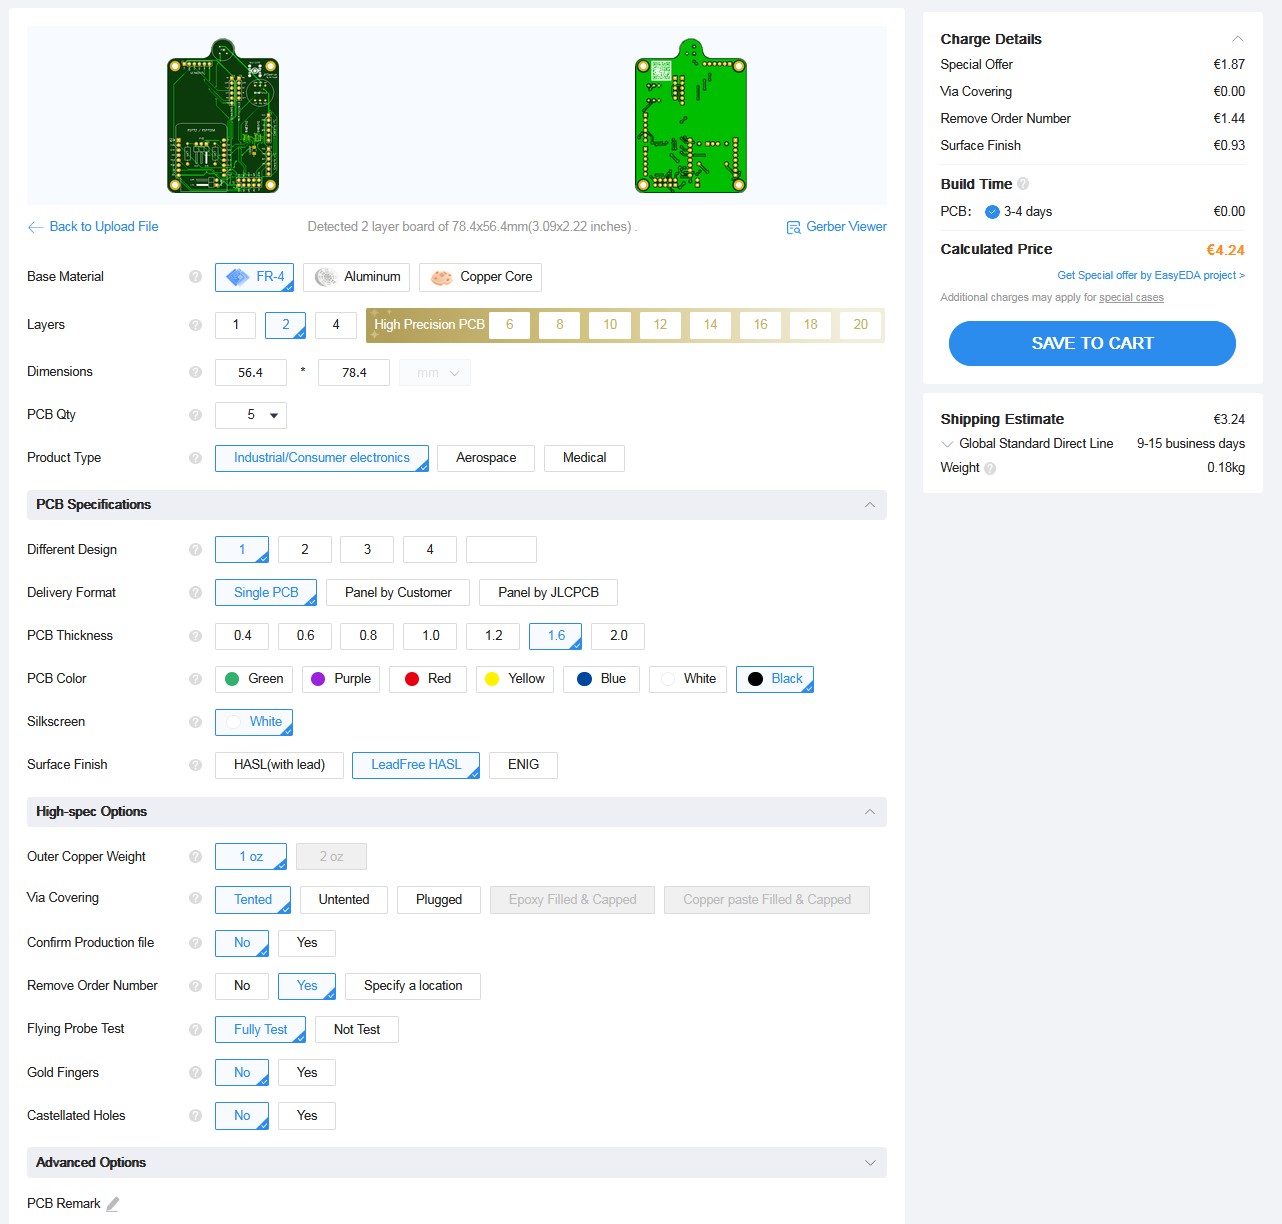 Back to Upload File
Detected 2 layer board of 78.4x56.4mm(3.09x2.22 inches) .
Gerber Viewer
Base Material
FR-4
Aluminum
Copper Core
Layers
1
2
4
High Precision PCB
6
8
10
12
14
16
18
20
Dimensions
56.4
*
78.4
mm
PCB Qty
5
Product Type
Industrial/Consumer electronics
Aerospace
Medical
PCB Specifications
Different Design
1
2
3
4
Delivery Format
Single PCB
Panel by Customer
Panel by JLCPCB
PCB Thickness
0.4
0.6
0.8
1.0
1.2
1.6
2.0
PCB Color
Green
Purple
Red
Yellow
Blue
White
Black
Silkscreen
White
Surface Finish
HASL(with lead)
LeadFree HASL
ENIG
High-spec Options
Outer Copper Weight
1 oz
2 oz
Via Covering
Tented
Untented
Plugged
Epoxy Filled & Capped
Copper paste Filled & Capped
Confirm Production file
No
Yes
Remove Order Number
No
Yes
Specify a location
Flying Probe Test
Fully Test
Not Test
Gold Fingers
No
Yes
Castellated Holes
No
Yes
Advanced Options
PCB Remark
Charge Details
Special Offer €1.87
Via Covering €0.00
Remove Order Number €1.44
Surface Finish €0.93
Build Time
PCB: 3-4 days €0.00
Calculated Price €4.24
Get Special offer by EasyEDA project >
Additional charges may apply for special cases
SAVE TO CART
Shipping Estimate €3.24
Global Standard Direct Line 9-15 business days
Weight 0.18kg